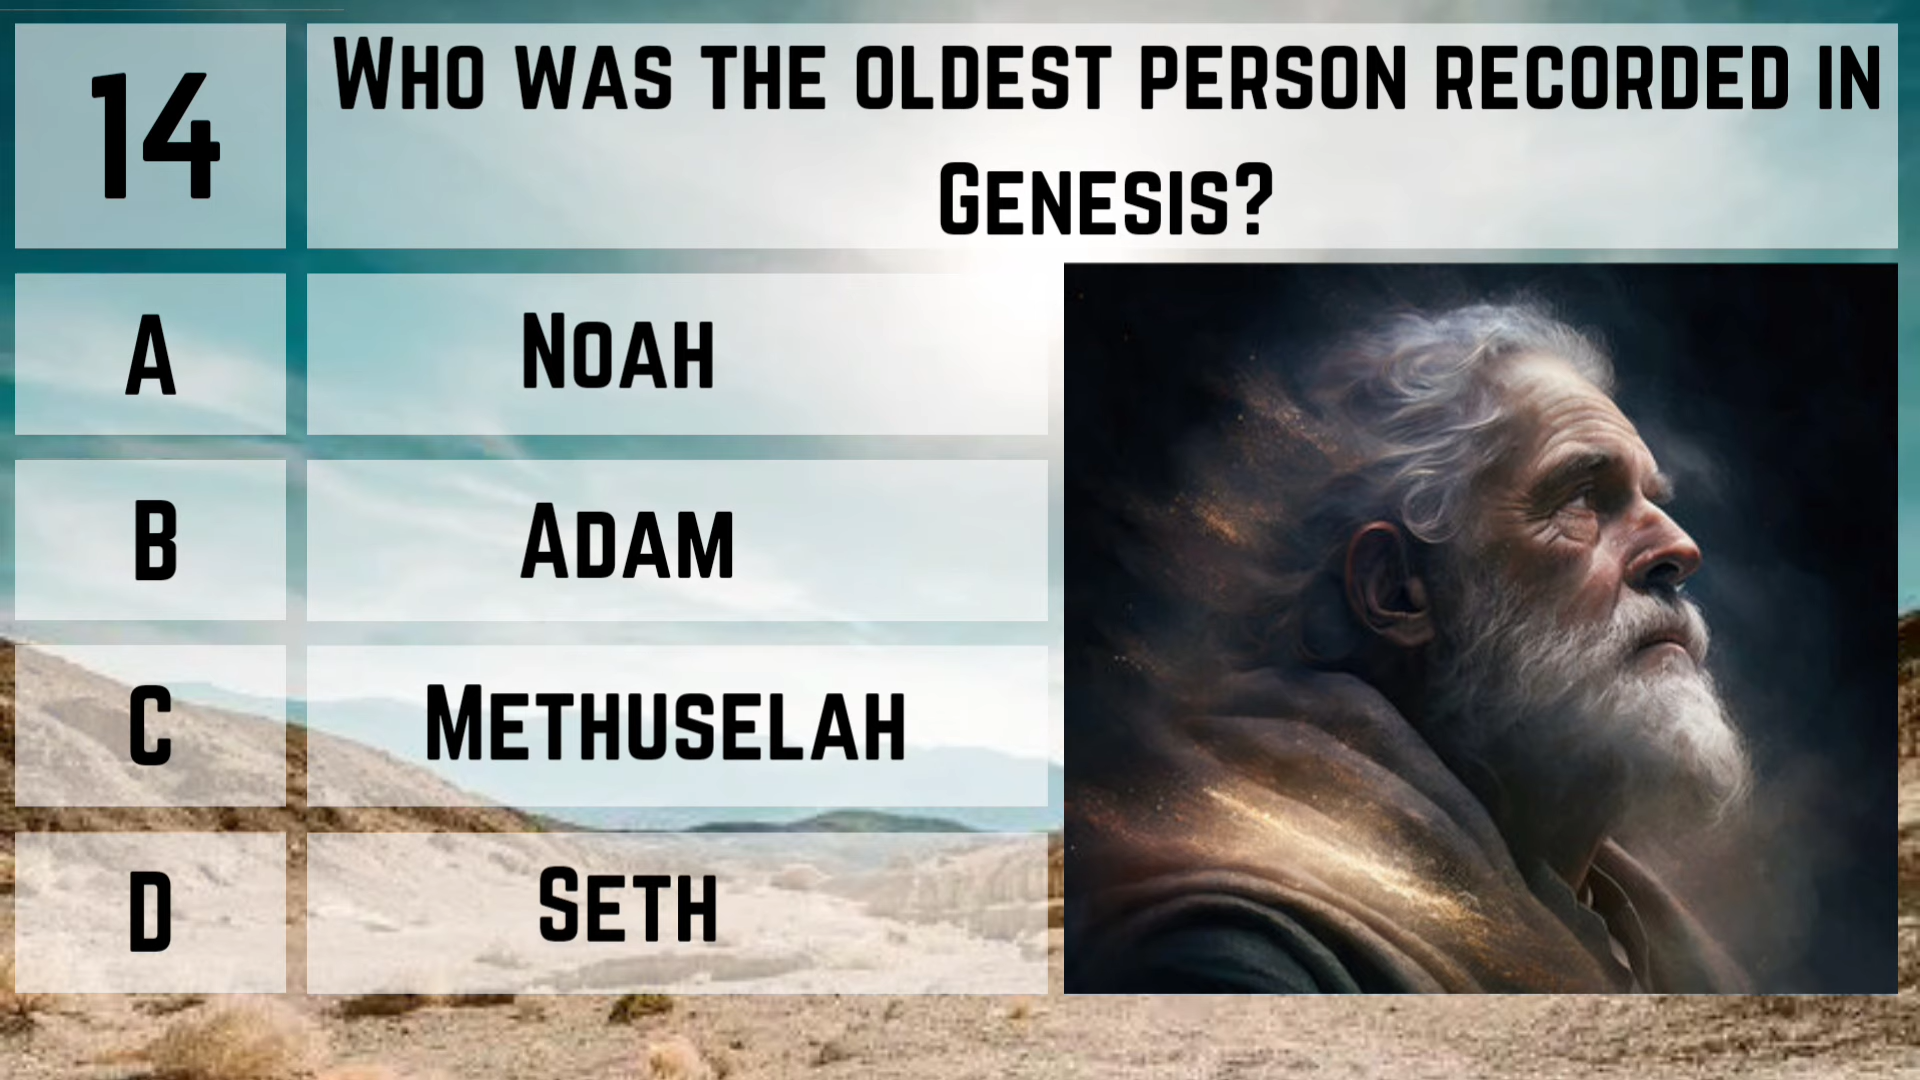 14
Who was the oldest person recorded in
Genesis?
A
Noah
B
Adam
C
Methuselah
D
Seth